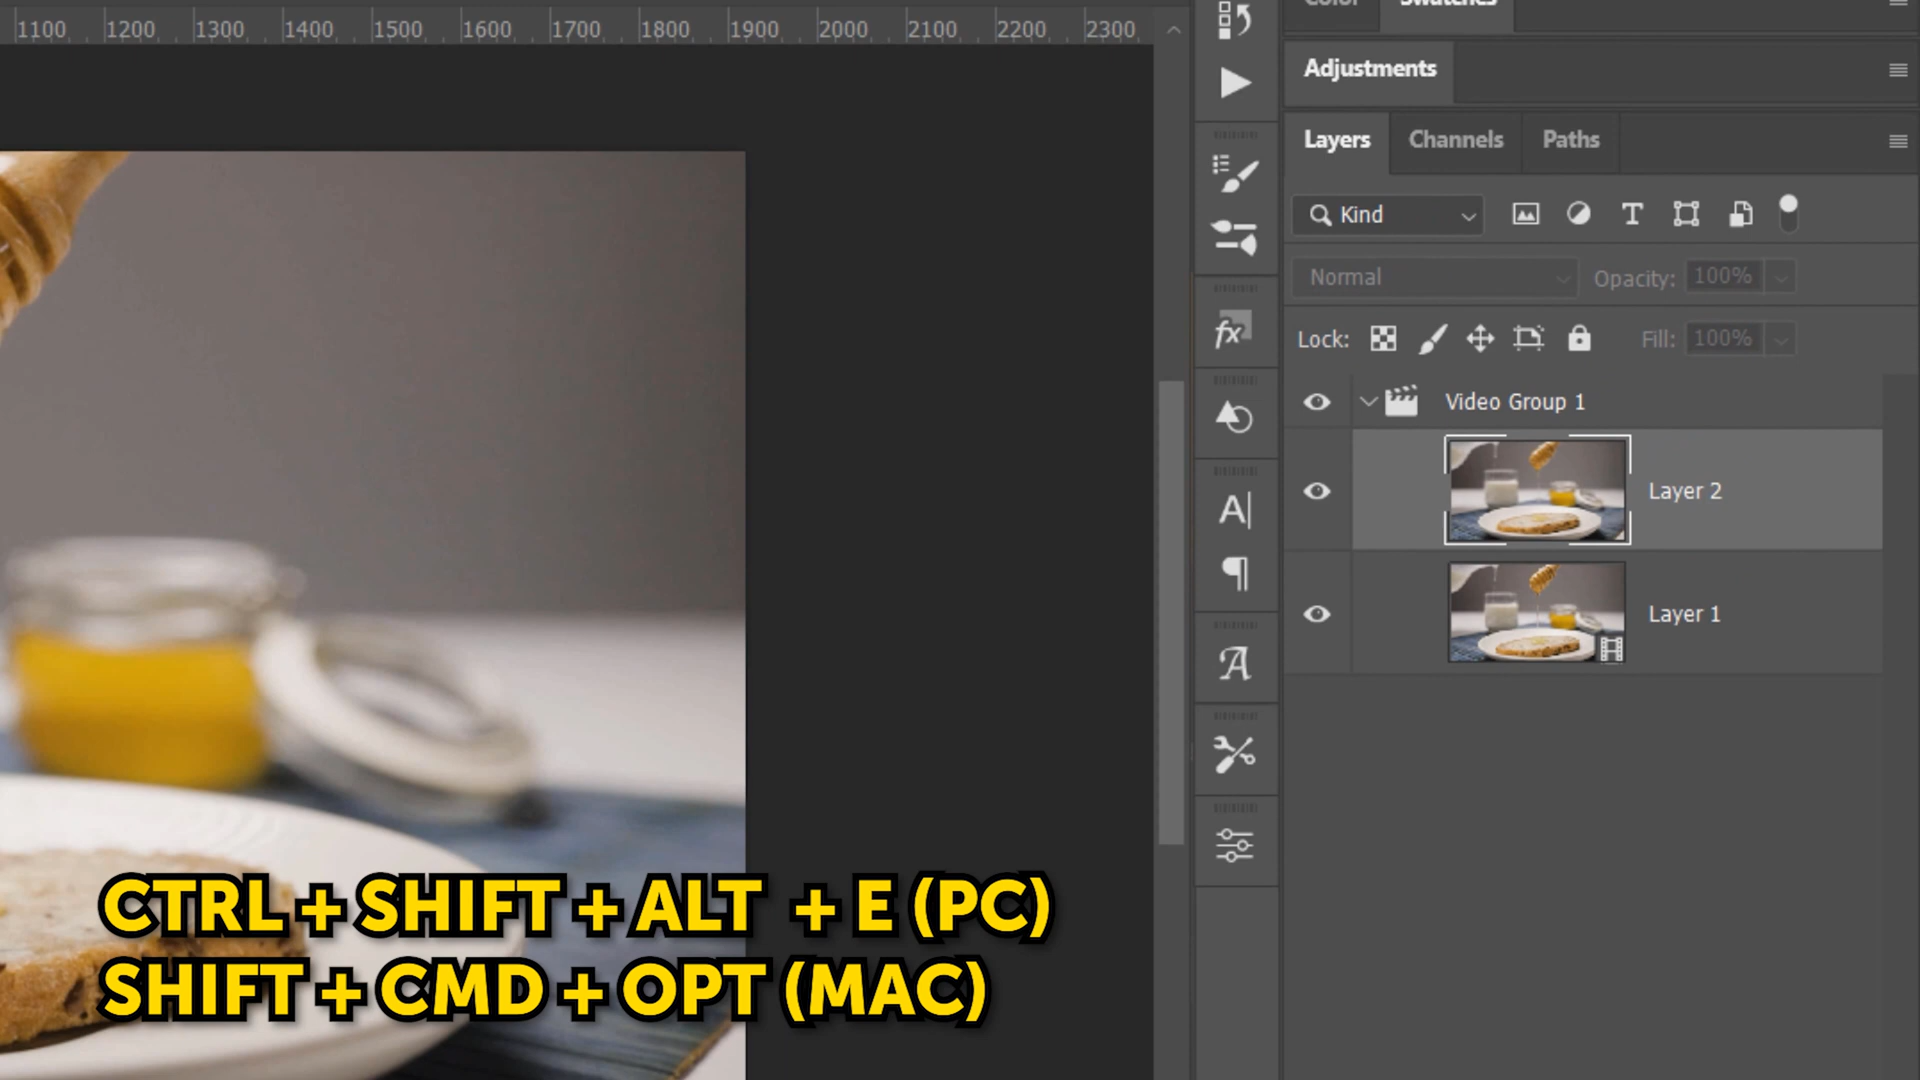 1100 1200 1300 1400 1500 1600 1700 1800 1900 2000 2100 2200 2300
Color Swatches
Adjustments
Layers Channels Paths
Kind
Normal Opacity: 100%
Lock: Fill: 100%
Video Group 1
Layer 2
Layer 1
CTRL + SHIFT + ALT + E (PC)
SHIFT + CMD + OPT (MAC)